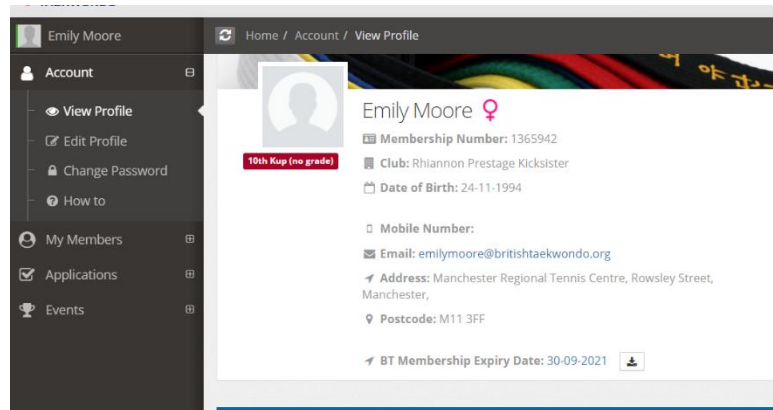 Emily Moore
Home / Account / View Profile
Account
View Profile
Edit Profile
Change Password
How to
My Members
Applications
Events
10th Kup (no grade)
Emily Moore
Membership Number: 1365942
Club: Rhiannon Prestage Kicksister
Date of Birth: 24-11-1994
Mobile Number:
Email: emilymoore@britishtaekwondo.org
Address: Manchester Regional Tennis Centre, Rowsley Street,
Manchester,
Postcode: M11 3FF
BT Membership Expiry Date: 30-09-2021